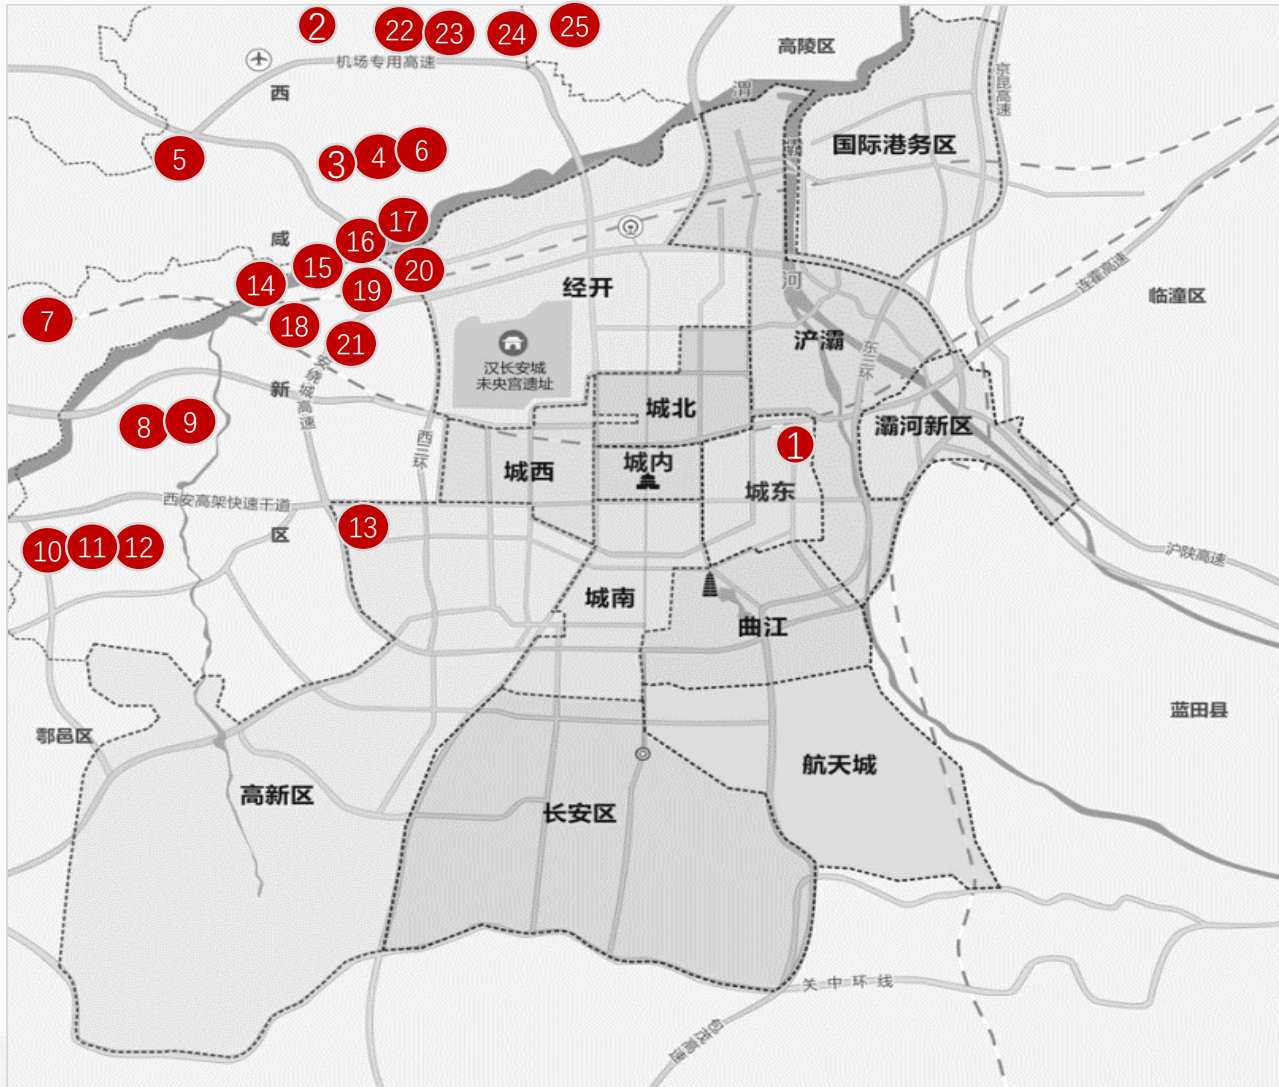 2
22
23
24
25
高陵区
机场专用高速
西
渭
京昆高速
5
3
4
6
灞
国际港务区
咸
17
16
15
20
14
19
经开
河
连霍高速
临潼区
7
18
21
浐灞
东三环
汉长安城
未央宫遗址
安绕城高速
新
城北
8
9
西三环
1
灞河新区
城西
城内
城东
西安高架快速干道
区
13
10
11
12
沪陕高速
城南
曲江
蓝田县
鄠邑区
高新区
航天城
长安区
关中环线
包茂高速